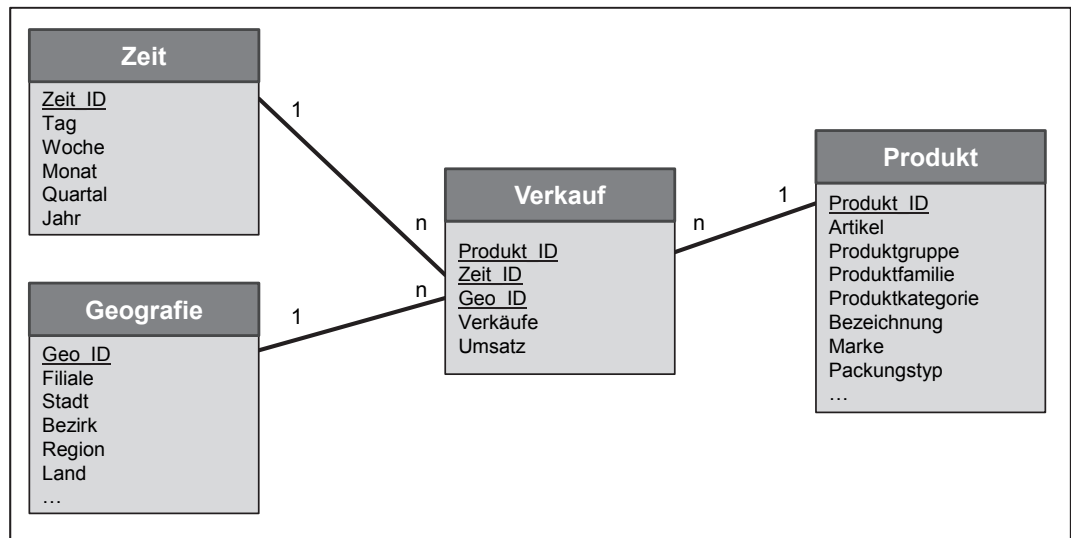 Zeit
Zeit_ID
Tag
Woche
Monat
Quartal
Jahr
1
n
Geografie
Geo_ID
Filiale
Stadt
Bezirk
Region
Land
…
1
n
Verkauf
Produkt_ID
Zeit_ID
Geo_ID
Verkäufe
Umsatz
n
1
Produkt
Produkt_ID
Artikel
Produktgruppe
Produktfamilie
Produktkategorie
Bezeichnung
Marke
Packungstyp
…